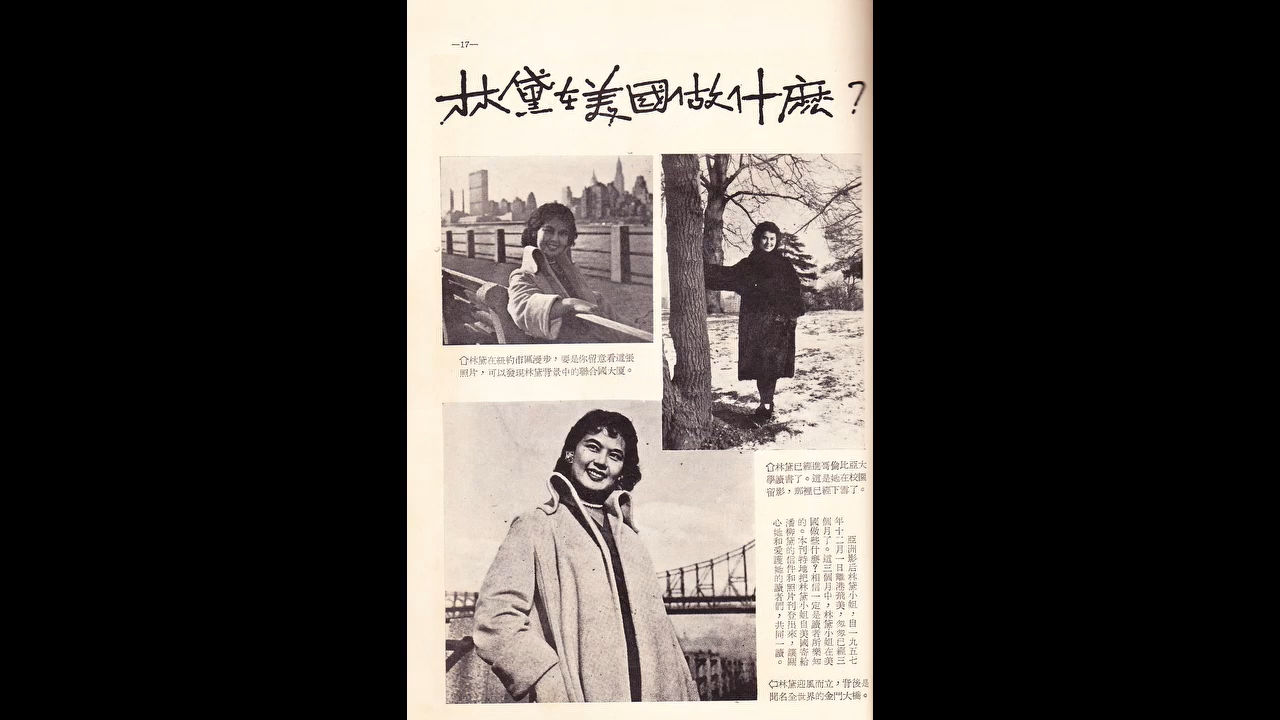 —17—
林黛在美國做什麽？
⇧林黛在紐約市區漫步，要是你留意看這張
照片，可以發現林黛背景中的聯合國大厦。
⇧林黛已經進哥倫比亞大
學讀書了。這是她在校園
留影，那裡已經下雪了。
亞洲影后林黛小姐，自一九五七
年十二月一日離港飛美，匆匆已經三
個月了。這三個月中，林黛小姐在美
國做些什麽？相信一定是讀者所樂知
的。本刊特地把林黛小姐自美國寄給
潘柳黛的信件和照片刊登出來，讓關
心她和愛護她的讀者們，共同一讀。
⇦林黛迎風而立，背後是
聞名全世界的金門大橋。